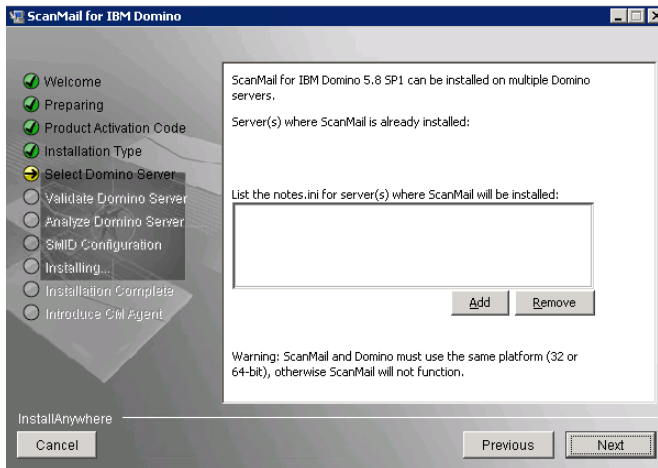 ScanMail for IBM Domino
Welcome
Preparing
Product Activation Code
Installation Type
Select Domino Server
Validate Domino Server
Analyze Domino Server
SMID Configuration
Installing...
Installation Complete
Introduce CM Agent
ScanMail for IBM Domino 5.8 SP1 can be installed on multiple Domino
servers.
Server(s) where ScanMail is already installed:
List the notes.ini for server(s) where ScanMail will be installed:
Add Remove
Warning: ScanMail and Domino must use the same platform (32 or
64-bit), otherwise ScanMail will not function.
InstallAnywhere
Cancel Previous Next